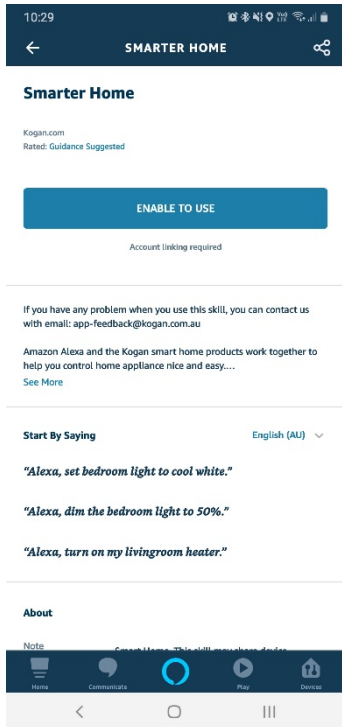 10:29
SMARTER HOME
Smarter Home
Kogan.com
Rated: Guidance Suggested
ENABLE TO USE
Account linking required
If you have any problem when you use this skill, you can contact us
with email: app-feedback@kogan.com.au
Amazon Alexa and the Kogan smart home products work together to
help you control home appliance nice and easy....
See More
Start By Saying
English (AU)
“Alexa, set bedroom light to cool white.”
“Alexa, dim the bedroom light to 50%.”
“Alexa, turn on my livingroom heater.”
About
Note
Home
Communicate
Play
Devices